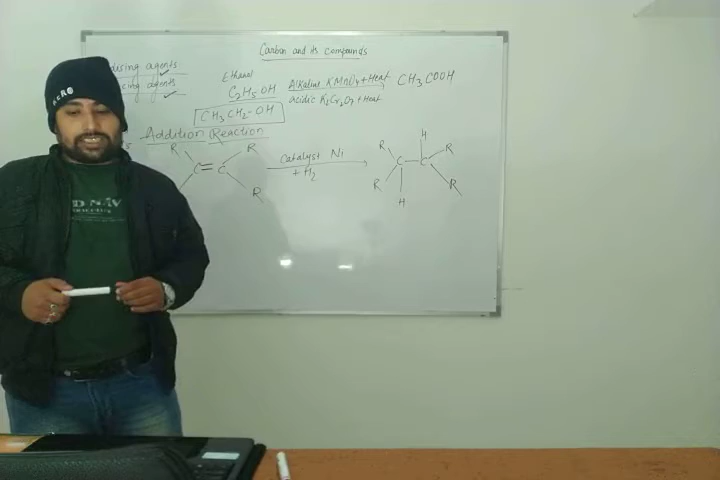 Carbon and its compounds
dising agents
cing agents
Ethanol
C2H5OH
Alkaline KMnO4 + Heat
acidic K2Cr2O7 + Heat
CH3COOH
CH3CH2-OH
Addition Reaction
R R
C=C
R
Catalyst Ni
+ H2
H
R R
C-C
R R
H